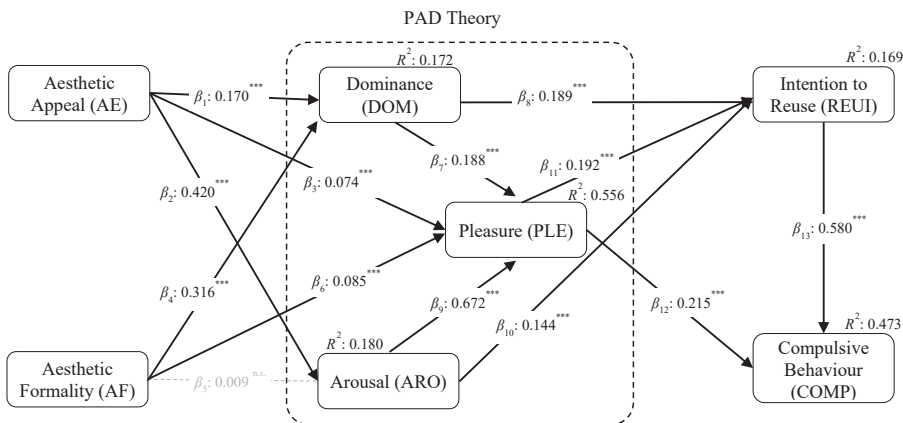 PAD Theory
R²: 0.172
R²: 0.169
Aesthetic
Appeal (AE)
β₁: 0.170***
Dominance
(DOM)
β₈: 0.189***
Intention to
Reuse (REUI)
β₇: 0.188***
β₁₁: 0.192***
β₂: 0.420***
β₃: 0.074***
R²: 0.556
Pleasure (PLE)
β₁₃: 0.580***
β₄: 0.316***
β₆: 0.085***
β₉: 0.672***
β₁₀: 0.144***
β₁₂: 0.215***
R²: 0.180
R²: 0.473
Aesthetic
Formality (AF)
β₅: 0.009 n.s.
Arousal (ARO)
Compulsive
Behaviour
(COMP)